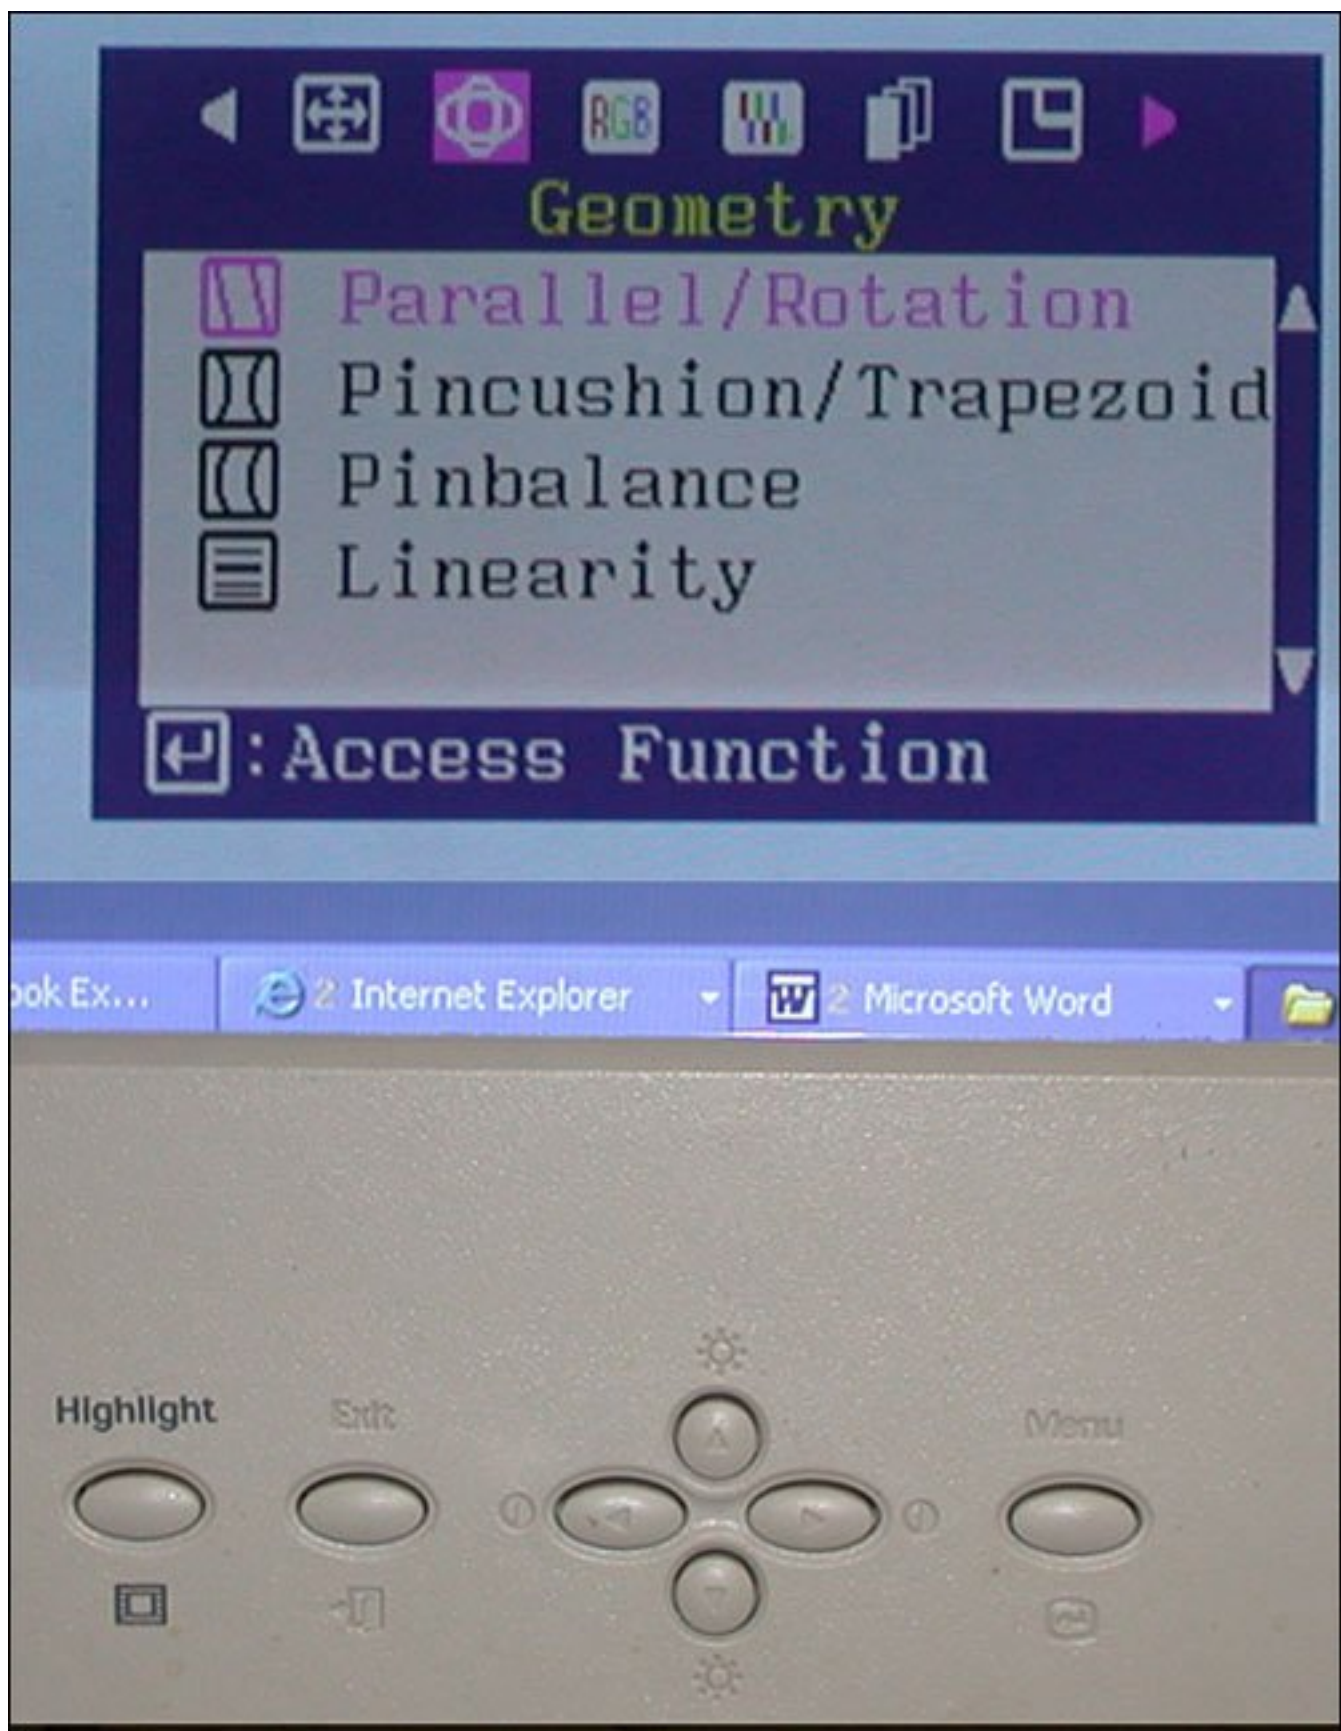 RGB
Geometry
Parallel/Rotation
Pincushion/Trapezoid
Pinbalance
Linearity
:Access Function
ook Ex... 2 Internet Explorer W 2 Microsoft Word
Highlight Exit Menu